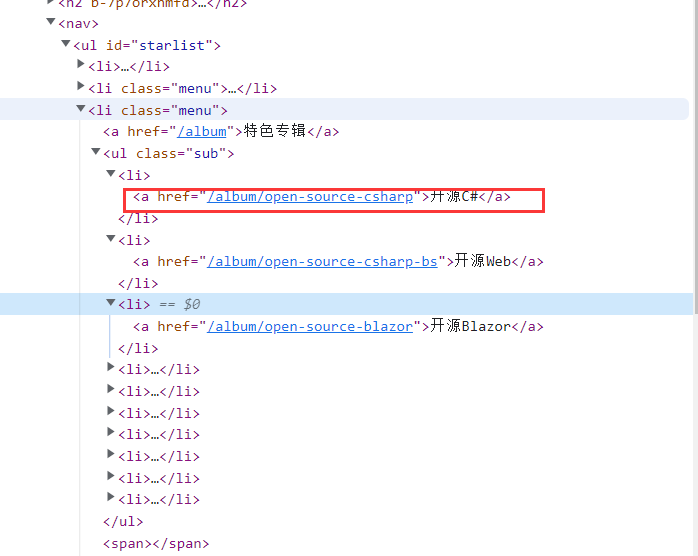 <h2 b-7p7orxnmfd>…</h2>
<nav>
<ul id="starlist">
<li>…</li>
<li class="menu">…</li>
<li class="menu">
<a href="/album">特色专辑</a>
<ul class="sub">
<li>
<a href="/album/open-source-csharp">开源C#</a>
</li>
<li>
<a href="/album/open-source-csharp-bs">开源Web</a>
</li>
<li> == $0
<a href="/album/open-source-blazor">开源Blazor</a>
</li>
<li>…</li>
<li>…</li>
<li>…</li>
<li>…</li>
<li>…</li>
<li>…</li>
<li>…</li>
</ul>
<span></span>